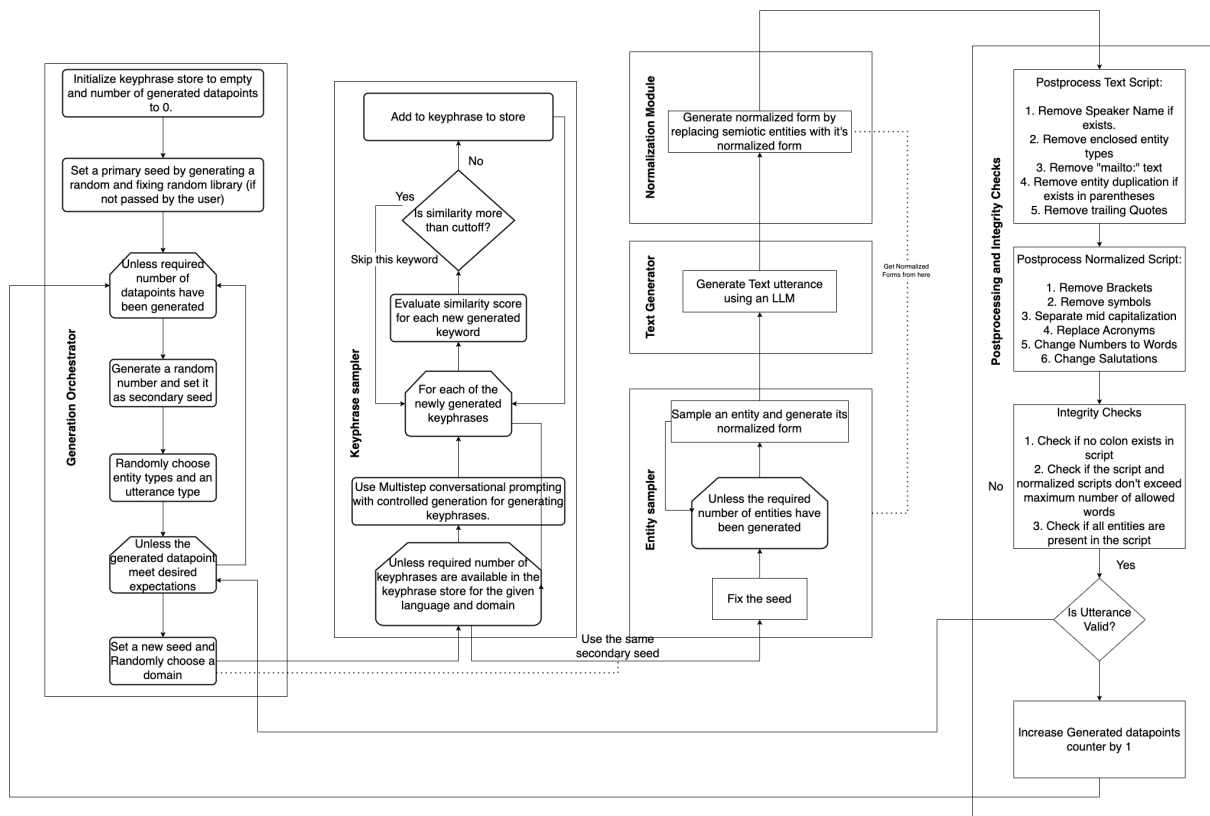 Generation Orchestrator
Initialize keyphrase store to empty
and number of generated datapoints
to 0.
Set a primary seed by generating a
random and fixing random library (if
not passed by the user)
Unless required
number of
datapoints have
been generated
Generate a random
number and set it
as secondary seed
Randomly choose
entity types and an
utterance type
Unless the
generated datapoint
meet desired
expectations
Set a new seed and
Randomly choose a
domain
Keyphrase sampler
Add to keyphrase to store
No
Yes
Is similarity more
than cuttoff?
Skip this keyword
Evaluate similarity score
for each new generated
keyword
For each of the
newly generated
keyphrases
Use Multistep conversational prompting
with controlled generation for generating
keyphrases.
Unless required number of
keyphrases are available in the
keyphrase store for the given
language and domain
Use the same
secondary seed
Normalization Module
Generate normalized form by
replacing semiotic entities with it's
normalized form
Text Generator
Generate Text utterance
using an LLM
Get Normalized
Forms from here
Entity sampler
Sample an entity and generate its
normalized form
Unless the required
number of entities have
been generated
Fix the seed
Postprocessing and Integrity Checks
Postprocess Text Script:
1. Remove Speaker Name if
exists.
2. Remove enclosed entity
types
3. Remove "mailto:" text
4. Remove entity duplication if
exists in parentheses
5. Remove trailing Quotes
Postprocess Normalized Script:
1. Remove Brackets
2. Remove symbols
3. Separate mid capitalization
4. Replace Acronyms
5. Change Numbers to Words
6. Change Salutations
Integrity Checks
1. Check if no colon exists in
script
2. Check if the script and
normalized scripts don't exceed
maximum number of allowed
words
3. Check if all entities are
present in the script
No
Yes
Is Utterance
Valid?
Increase Generated datapoints
counter by 1